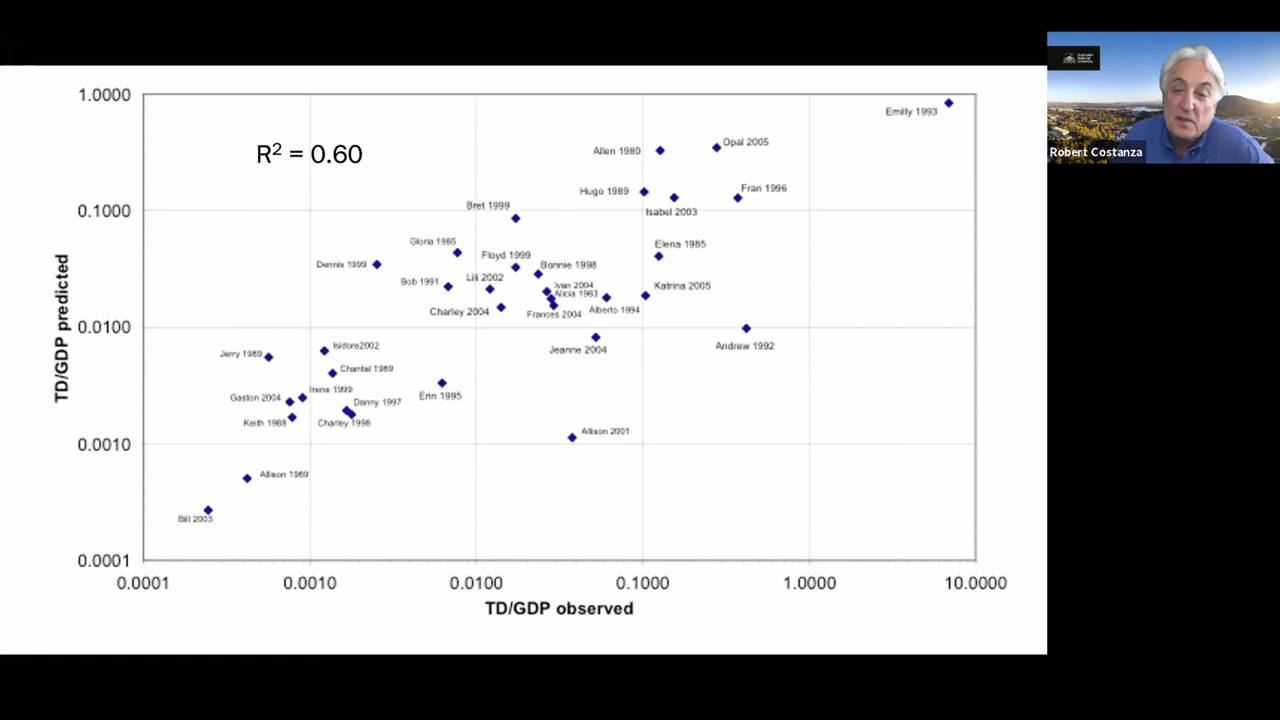 1.0000
0.1000
0.0100
0.0010
0.0001
TD/GDP predicted
R² = 0.60
Emilly 1993
Opal 2005
Allen 1980
Hugo 1989
Fran 1996
Isabel 2003
Bret 1999
Gloria 1985
Elena 1985
Floyd 1999
Dennis 1999
Bonnie 1998
Bob 1991
Lili 2002
Ivan 2004
Alicia 1983
Katrina 2005
Charley 2004
Frances 2004
Alberto 1994
Jeanne 2004
Andrew 1992
Isidore2002
Jerry 1989
Chantal 1989
Irene 1999
Gaston 2004
Danny 1997
Erin 1995
Keith 1988
Charley 1998
Allison 2001
Allison 1989
Bill 2003
0.0001 0.0010 0.0100 0.1000 1.0000 10.0000
TD/GDP observed
Australian
National
University
Robert Costanza